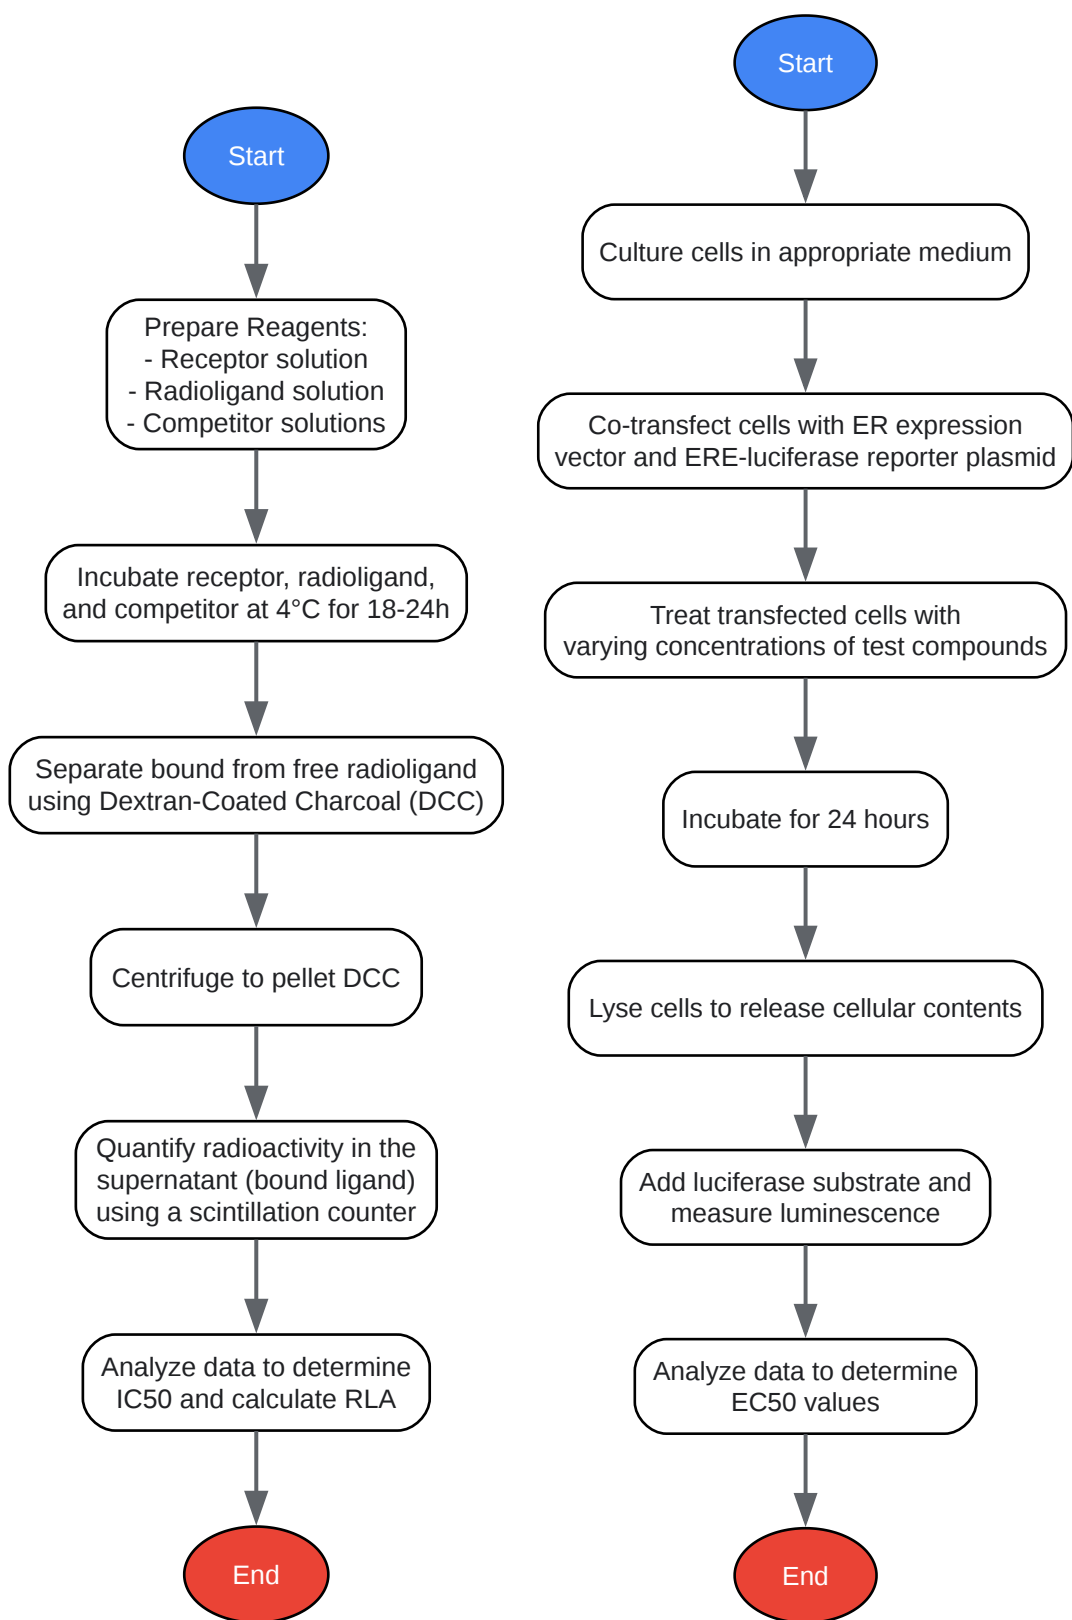 Start
Prepare Reagents:
- Receptor solution
- Radioligand solution
- Competitor solutions
Incubate receptor, radioligand,
and competitor at 4°C for 18-24h
Separate bound from free radioligand
using Dextran-Coated Charcoal (DCC)
Centrifuge to pellet DCC
Quantify radioactivity in the
supernatant (bound ligand)
using a scintillation counter
Analyze data to determine
IC50 and calculate RLA
End
Start
Culture cells in appropriate medium
Co-transfect cells with ER expression
vector and ERE-luciferase reporter plasmid
Treat transfected cells with
varying concentrations of test compounds
Incubate for 24 hours
Lyse cells to release cellular contents
Add luciferase substrate and
measure luminescence
Analyze data to determine
EC50 values
End